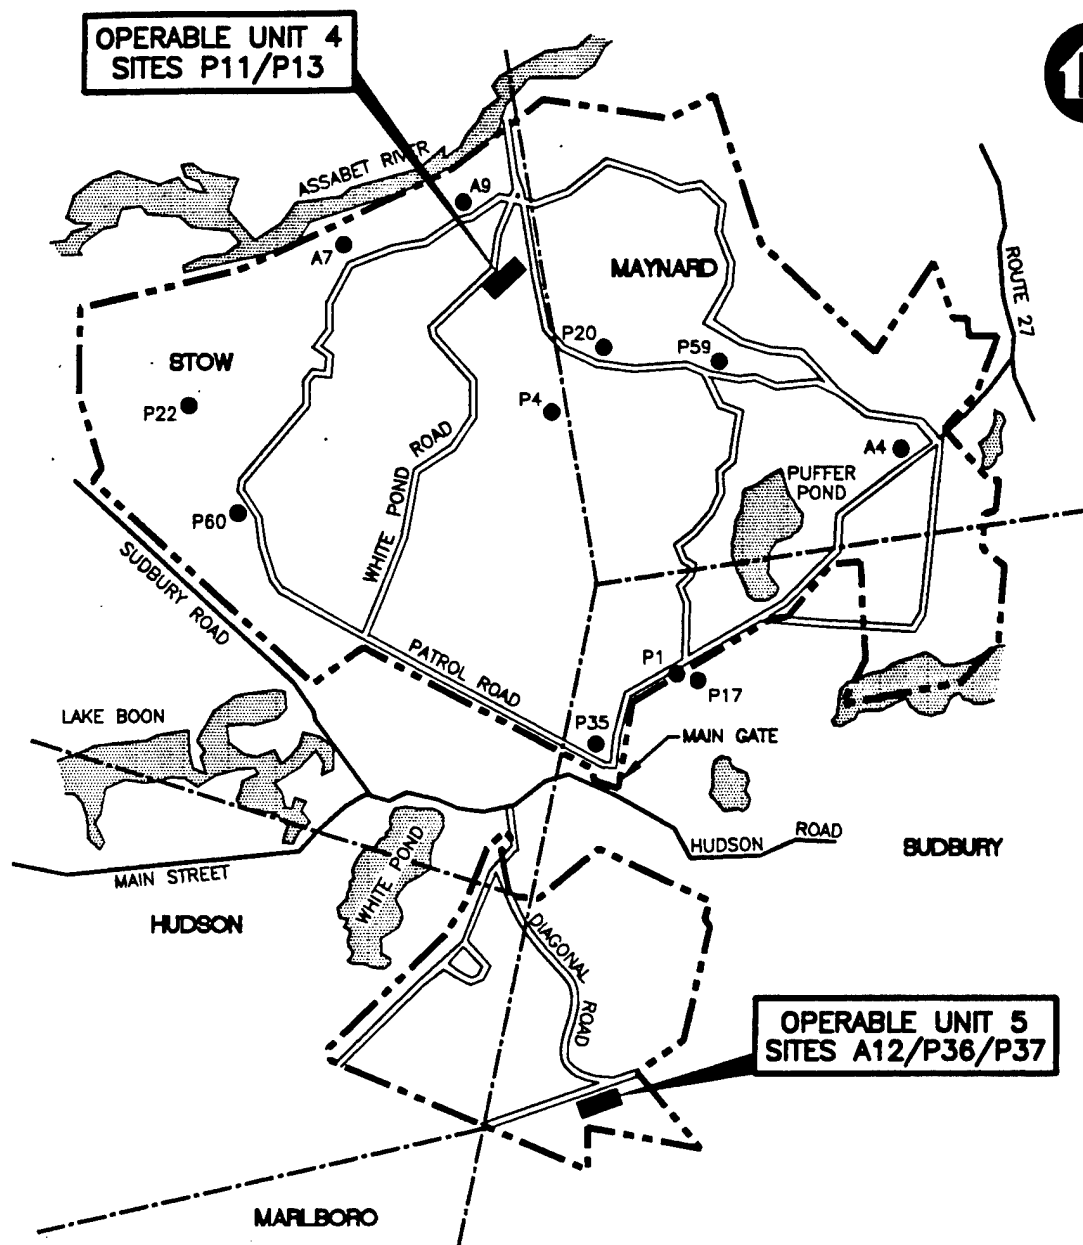 OPERABLE UNIT 4
SITES P11/P13
ASSABET RIVER
A9
A7
MAYNARD
ROUTE 27
P20
P59
STOW
P22
P4
ROAD
A4
PUFFER
POND
P60
WHITE POND
SUDBURY ROAD
PATROL ROAD
P1
P17
P35
LAKE BOON
MAIN GATE
HUDSON ROAD
SUDBURY
MAIN STREET
WHITE POND
HUDSON
DIAGONAL
ROAD
OPERABLE UNIT 5
SITES A12/P36/P37
MARLBORO